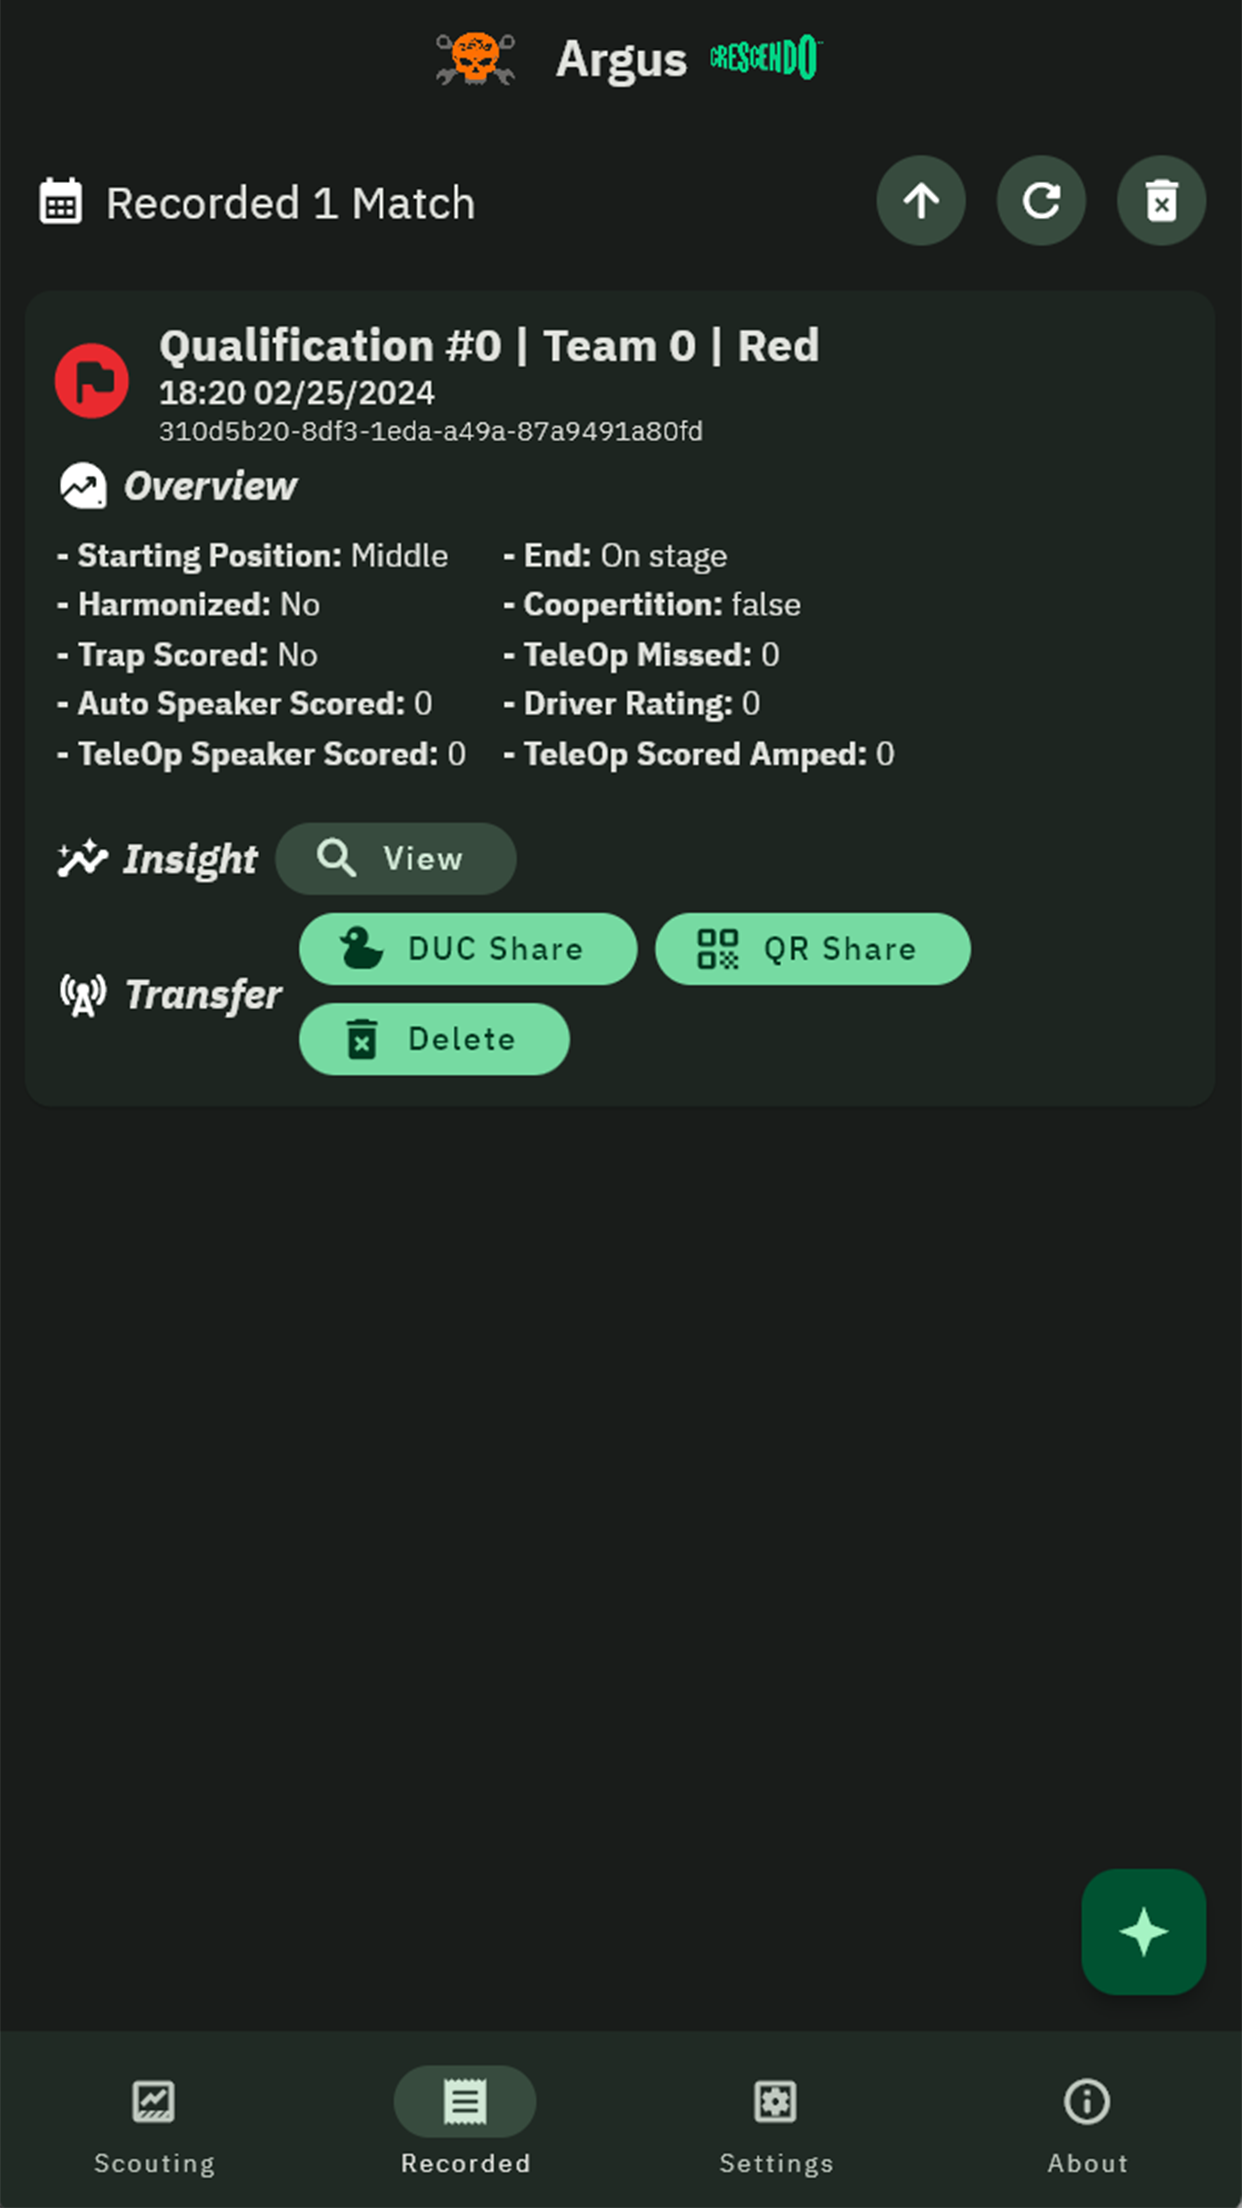 Argus CRESCENDO
Recorded 1 Match
Qualification #0 | Team 0 | Red
18:20 02/25/2024
310d5b20-8df3-1eda-a49a-87a9491a80fd
Overview
- Starting Position: Middle
- Harmonized: No
- Trap Scored: No
- Auto Speaker Scored: 0
- TeleOp Speaker Scored: 0
- End: On stage
- Coopertition: false
- TeleOp Missed: 0
- Driver Rating: 0
- TeleOp Scored Amped: 0
Insight View
Transfer
DUC Share QR Share
Delete
Scouting Recorded Settings About